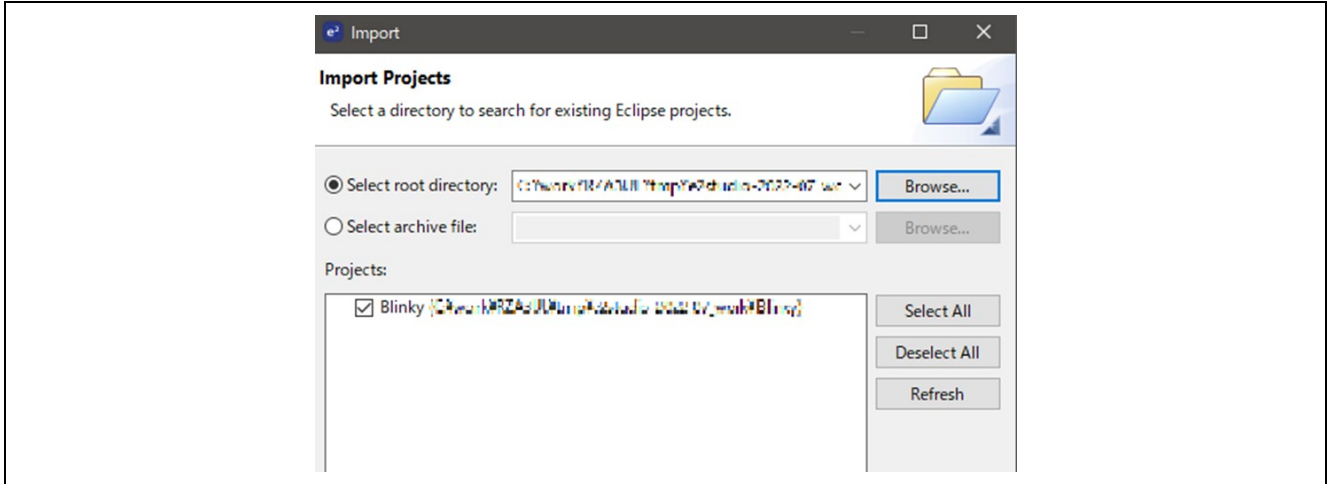 e² Import
Import Projects
Select a directory to search for existing Eclipse projects.
Select root directory:
Browse...
Select archive file:
Browse...
Projects:
Blinky
Select All
Deselect All
Refresh